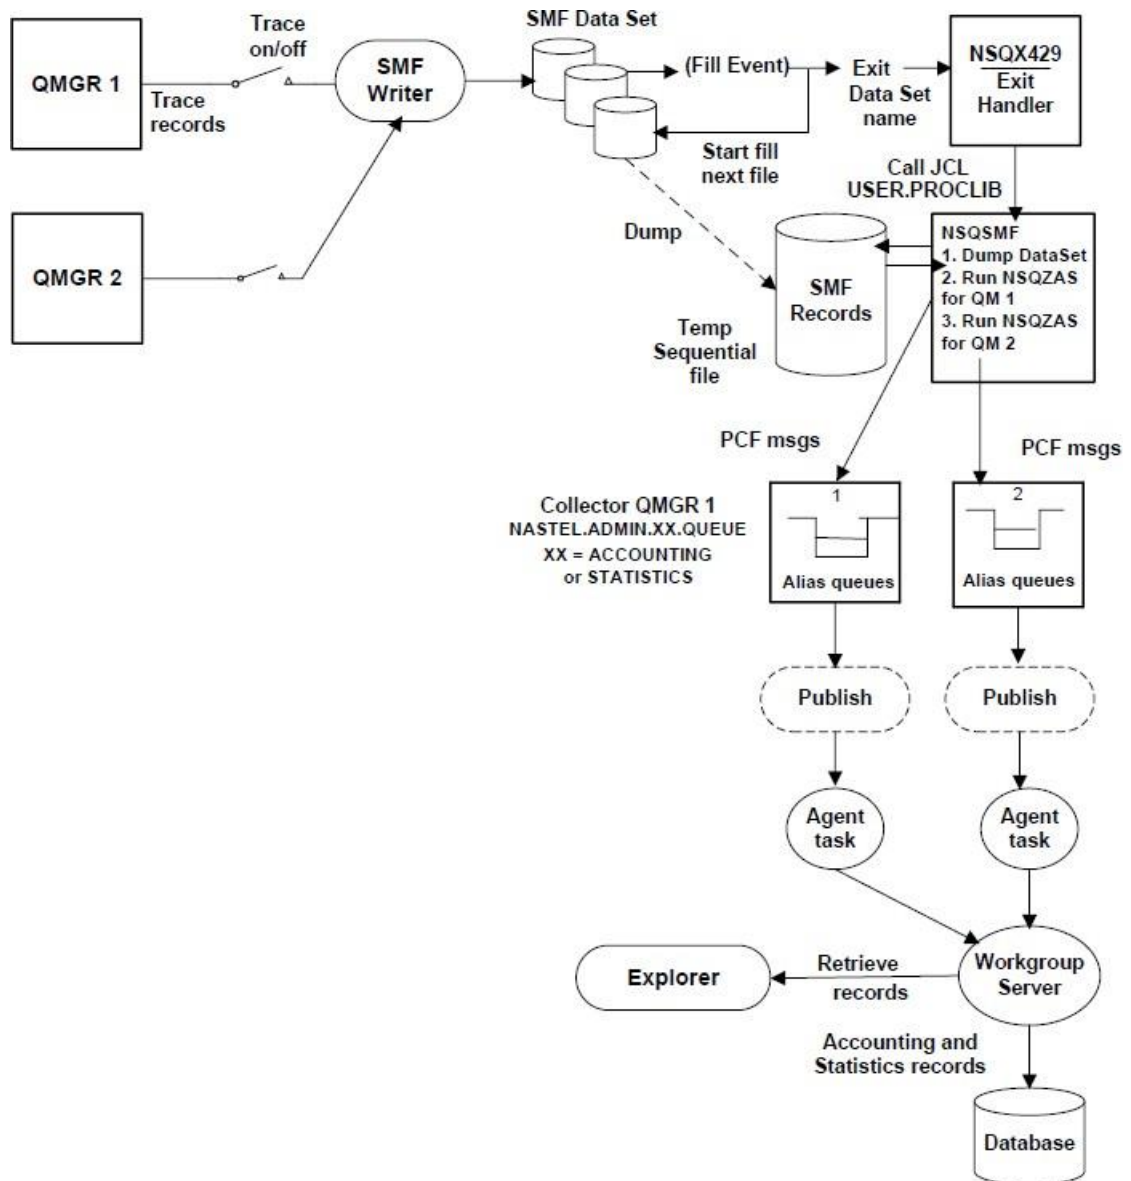 QMGR 1
Trace
on/off
Trace
records
SMF
Writer
SMF Data Set
(Fill Event)
Exit
Data Set
name
NSQX429
Exit
Handler
Start fill
next file
Call JCL
USER.PROCLIB
QMGR 2
Dump
SMF
Records
Temp
Sequential
file
NSQSMF
1. Dump DataSet
2. Run NSQZAS
for QM 1
3. Run NSQZAS
for QM 2
PCF msgs
PCF msgs
Collector QMGR 1
NASTEL.ADMIN.XX.QUEUE
XX = ACCOUNTING
or STATISTICS
1
Alias queues
2
Alias queues
Publish
Publish
Agent
task
Agent
task
Explorer
Retrieve
records
Workgroup
Server
Accounting and
Statistics records
Database